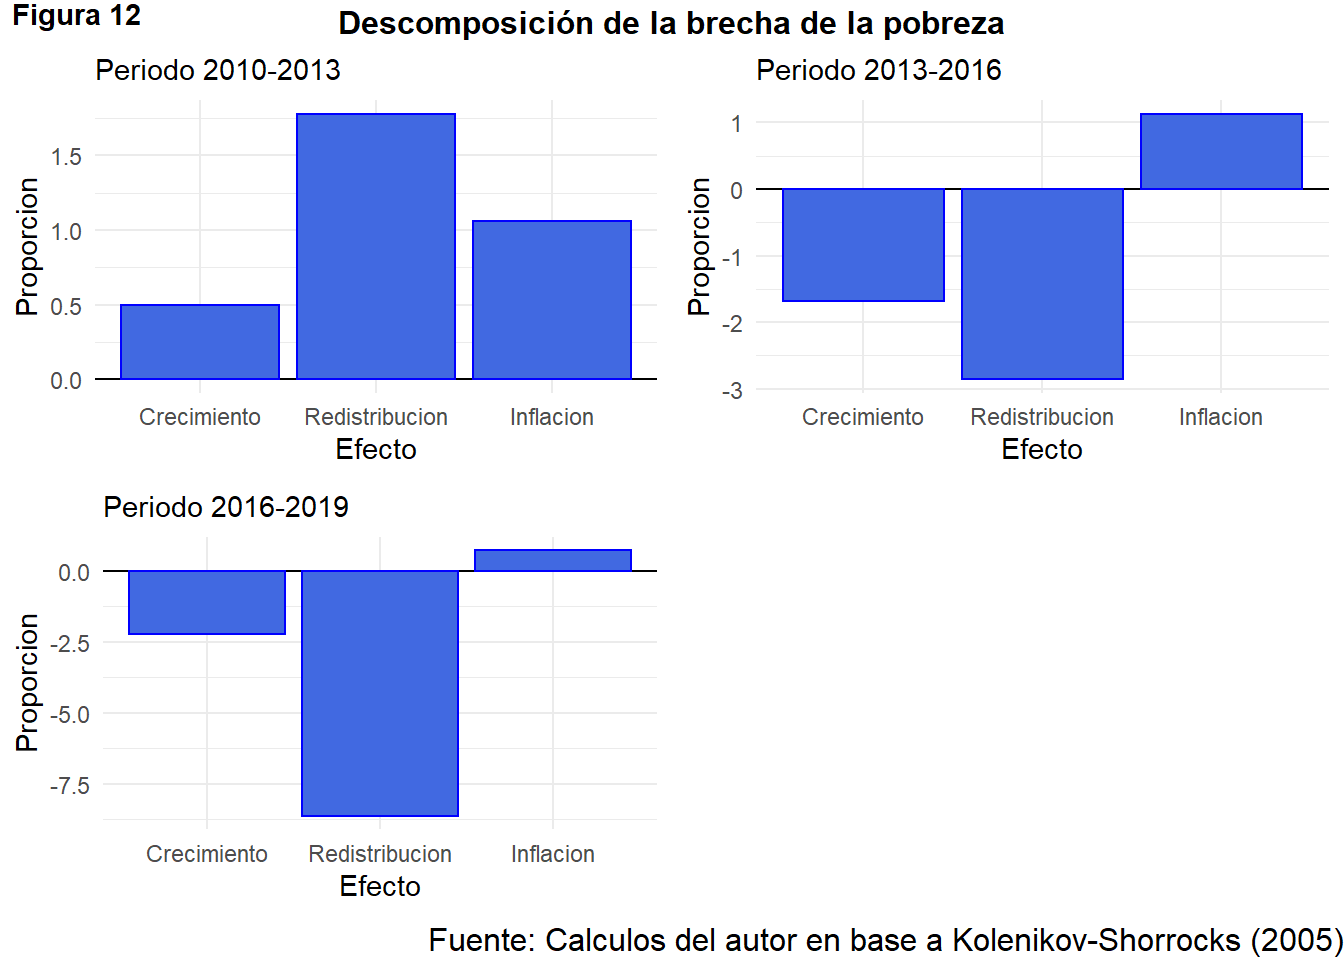 Figura 12
Descomposición de la brecha de la pobreza
Periodo 2010-2013
Proporcion
1.5
1.0
0.5
0.0
Crecimiento Redistribucion Inflacion
Efecto
Periodo 2013-2016
Proporcion
1
0
-1
-2
-3
Crecimiento Redistribucion Inflacion
Efecto
Periodo 2016-2019
Proporcion
0.0
-2.5
-5.0
-7.5
Crecimiento Redistribucion Inflacion
Efecto
Fuente: Calculos del autor en base a Kolenikov-Shorrocks (2005)